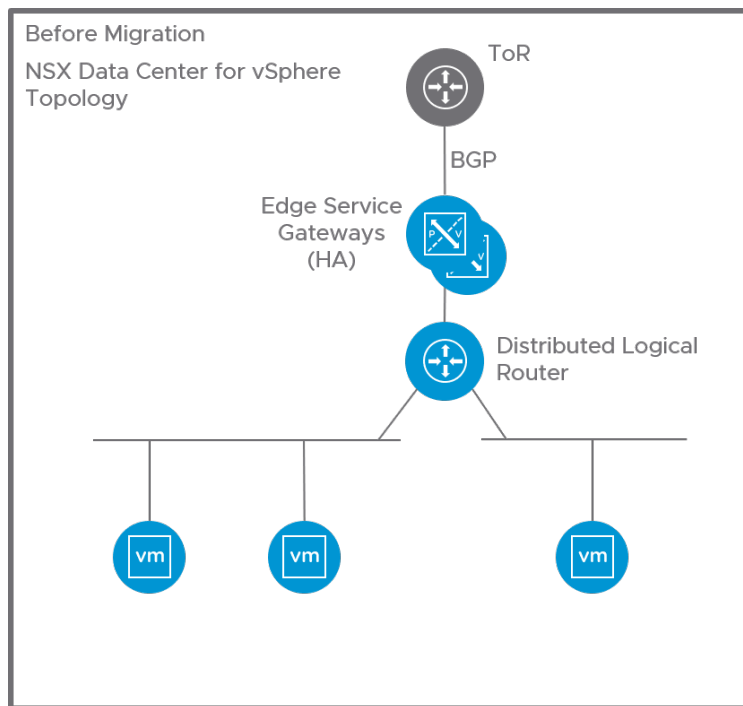 Before Migration
NSX Data Center for vSphere
Topology
ToR
BGP
Edge Service
Gateways
(HA)
P V
V
Distributed Logical
Router
vm
vm
vm